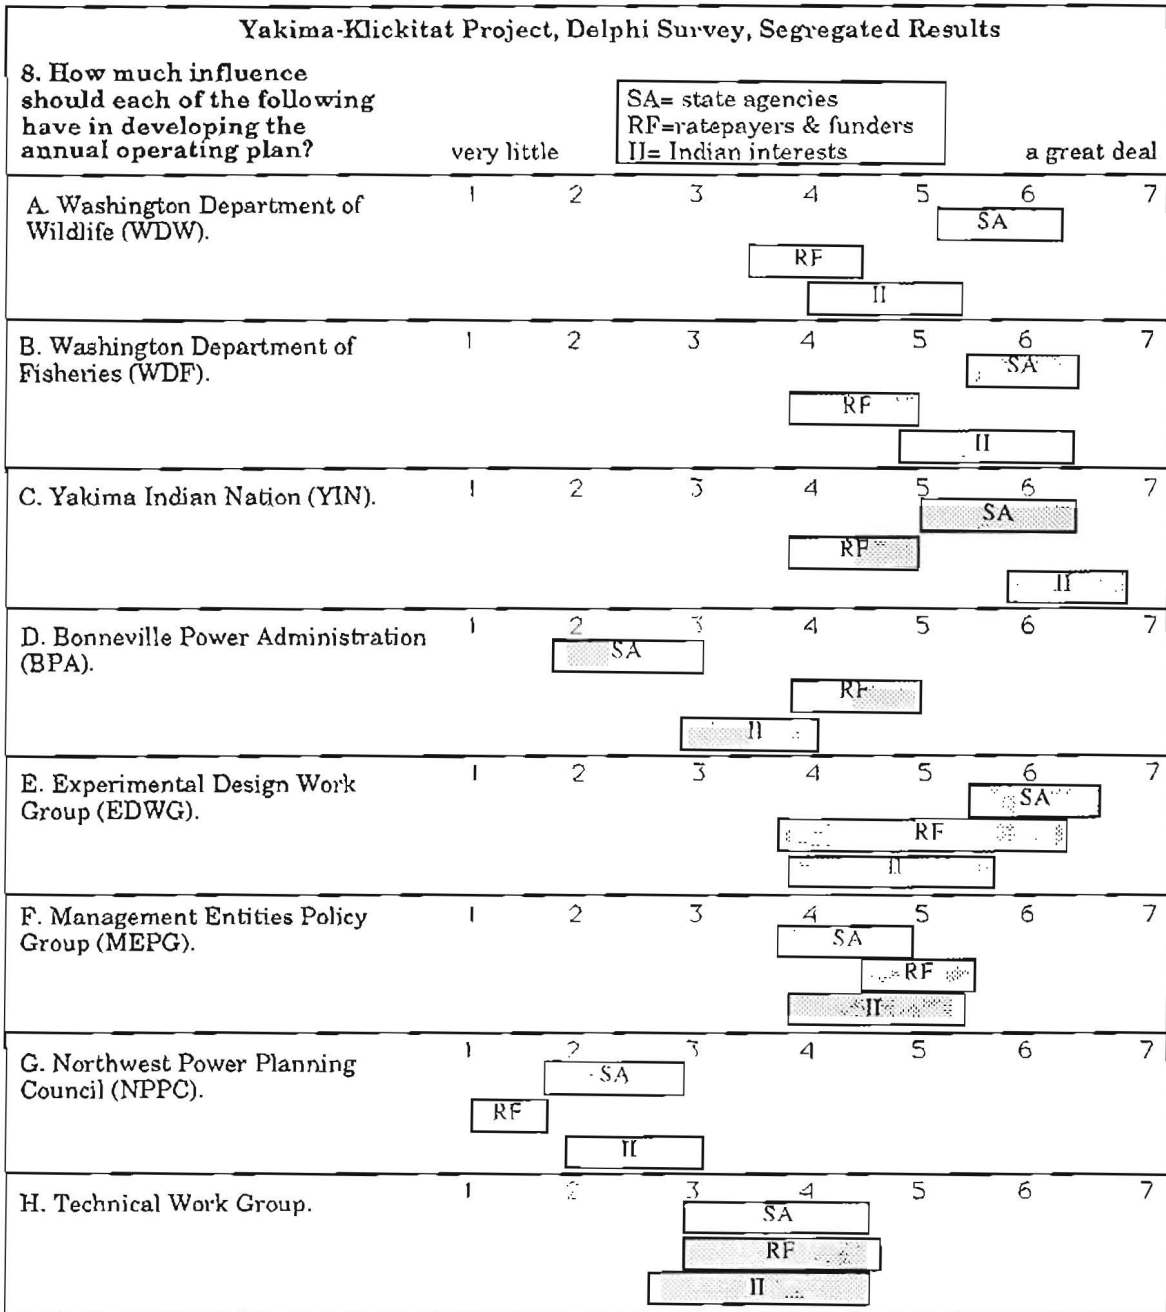 Yakima-Klickitat Project, Delphi Survey, Segregated Results
8. How much influence
should each of the following
have in developing the
annual operating plan?
SA= state agencies
RF=ratepayers & funders
II= Indian interests
very little
a great deal
1 2 3 4 5 6 7
A. Washington Department of
Wildlife (WDW).
SA
RF
II
1 2 3 4 5 6 7
B. Washington Department of
Fisheries (WDF).
SA
RF
II
1 2 3 4 5 6 7
C. Yakima Indian Nation (YIN).
SA
RF
II
1 2 3 4 5 6 7
D. Bonneville Power Administration
(BPA).
SA
RF
II
1 2 3 4 5 6 7
E. Experimental Design Work
Group (EDWG).
SA
RF
II
1 2 3 4 5 6 7
F. Management Entities Policy
Group (MEPG).
SA
RF
II
1 2 3 4 5 6 7
G. Northwest Power Planning
Council (NPPC).
SA
RF
II
1 2 3 4 5 6 7
H. Technical Work Group.
SA
RF
II